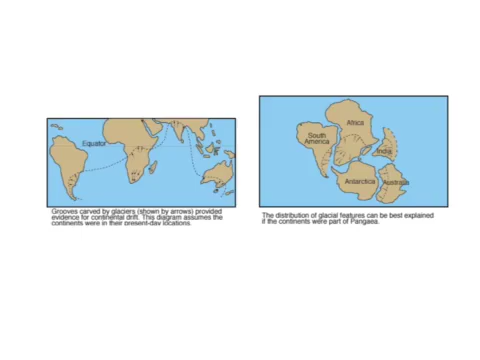 Equator
Grooves carved by glaciers (shown by arrows) provided
evidence for continental drift. This diagram assumes the
continents were in their present-day locations.
Africa
South
America
India
Antarctica
Australia
The distribution of glacial features can be best explained
if the continents were part of Pangaea.